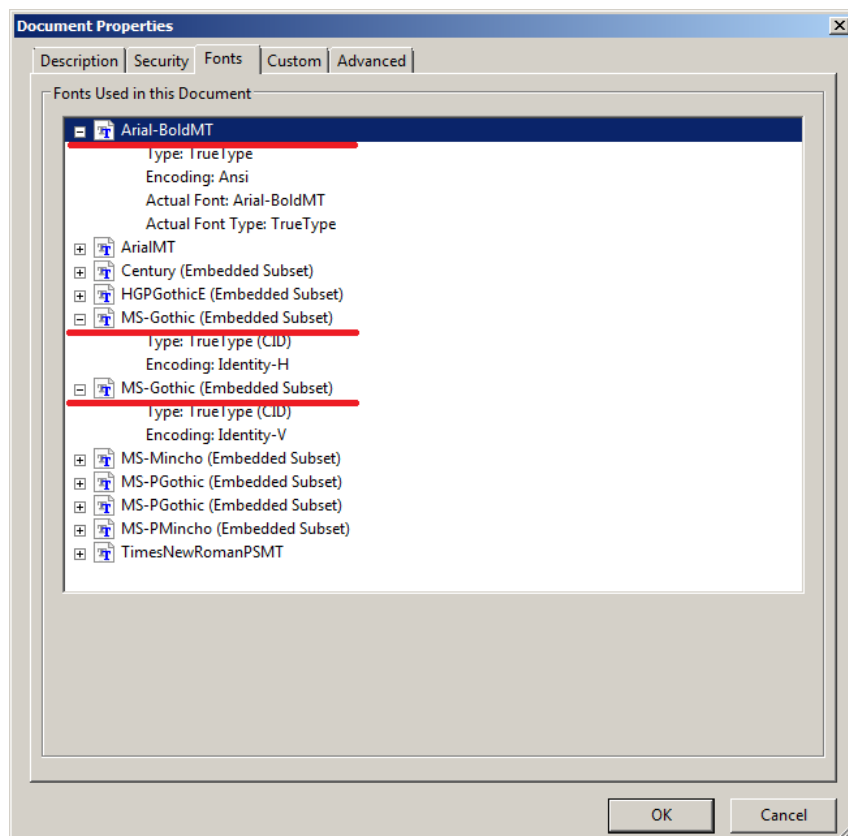 Document Properties
Description Security Fonts Custom Advanced
Fonts Used in this Document
Arial-BoldMT
Type: TrueType
Encoding: Ansi
Actual Font: Arial-BoldMT
Actual Font Type: TrueType
ArialMT
Century (Embedded Subset)
HGPGothicE (Embedded Subset)
MS-Gothic (Embedded Subset)
Type: TrueType (CID)
Encoding: Identity-H
MS-Gothic (Embedded Subset)
Type: TrueType (CID)
Encoding: Identity-V
MS-Mincho (Embedded Subset)
MS-PGothic (Embedded Subset)
MS-PGothic (Embedded Subset)
MS-PMincho (Embedded Subset)
TimesNewRomanPSMT
OK Cancel